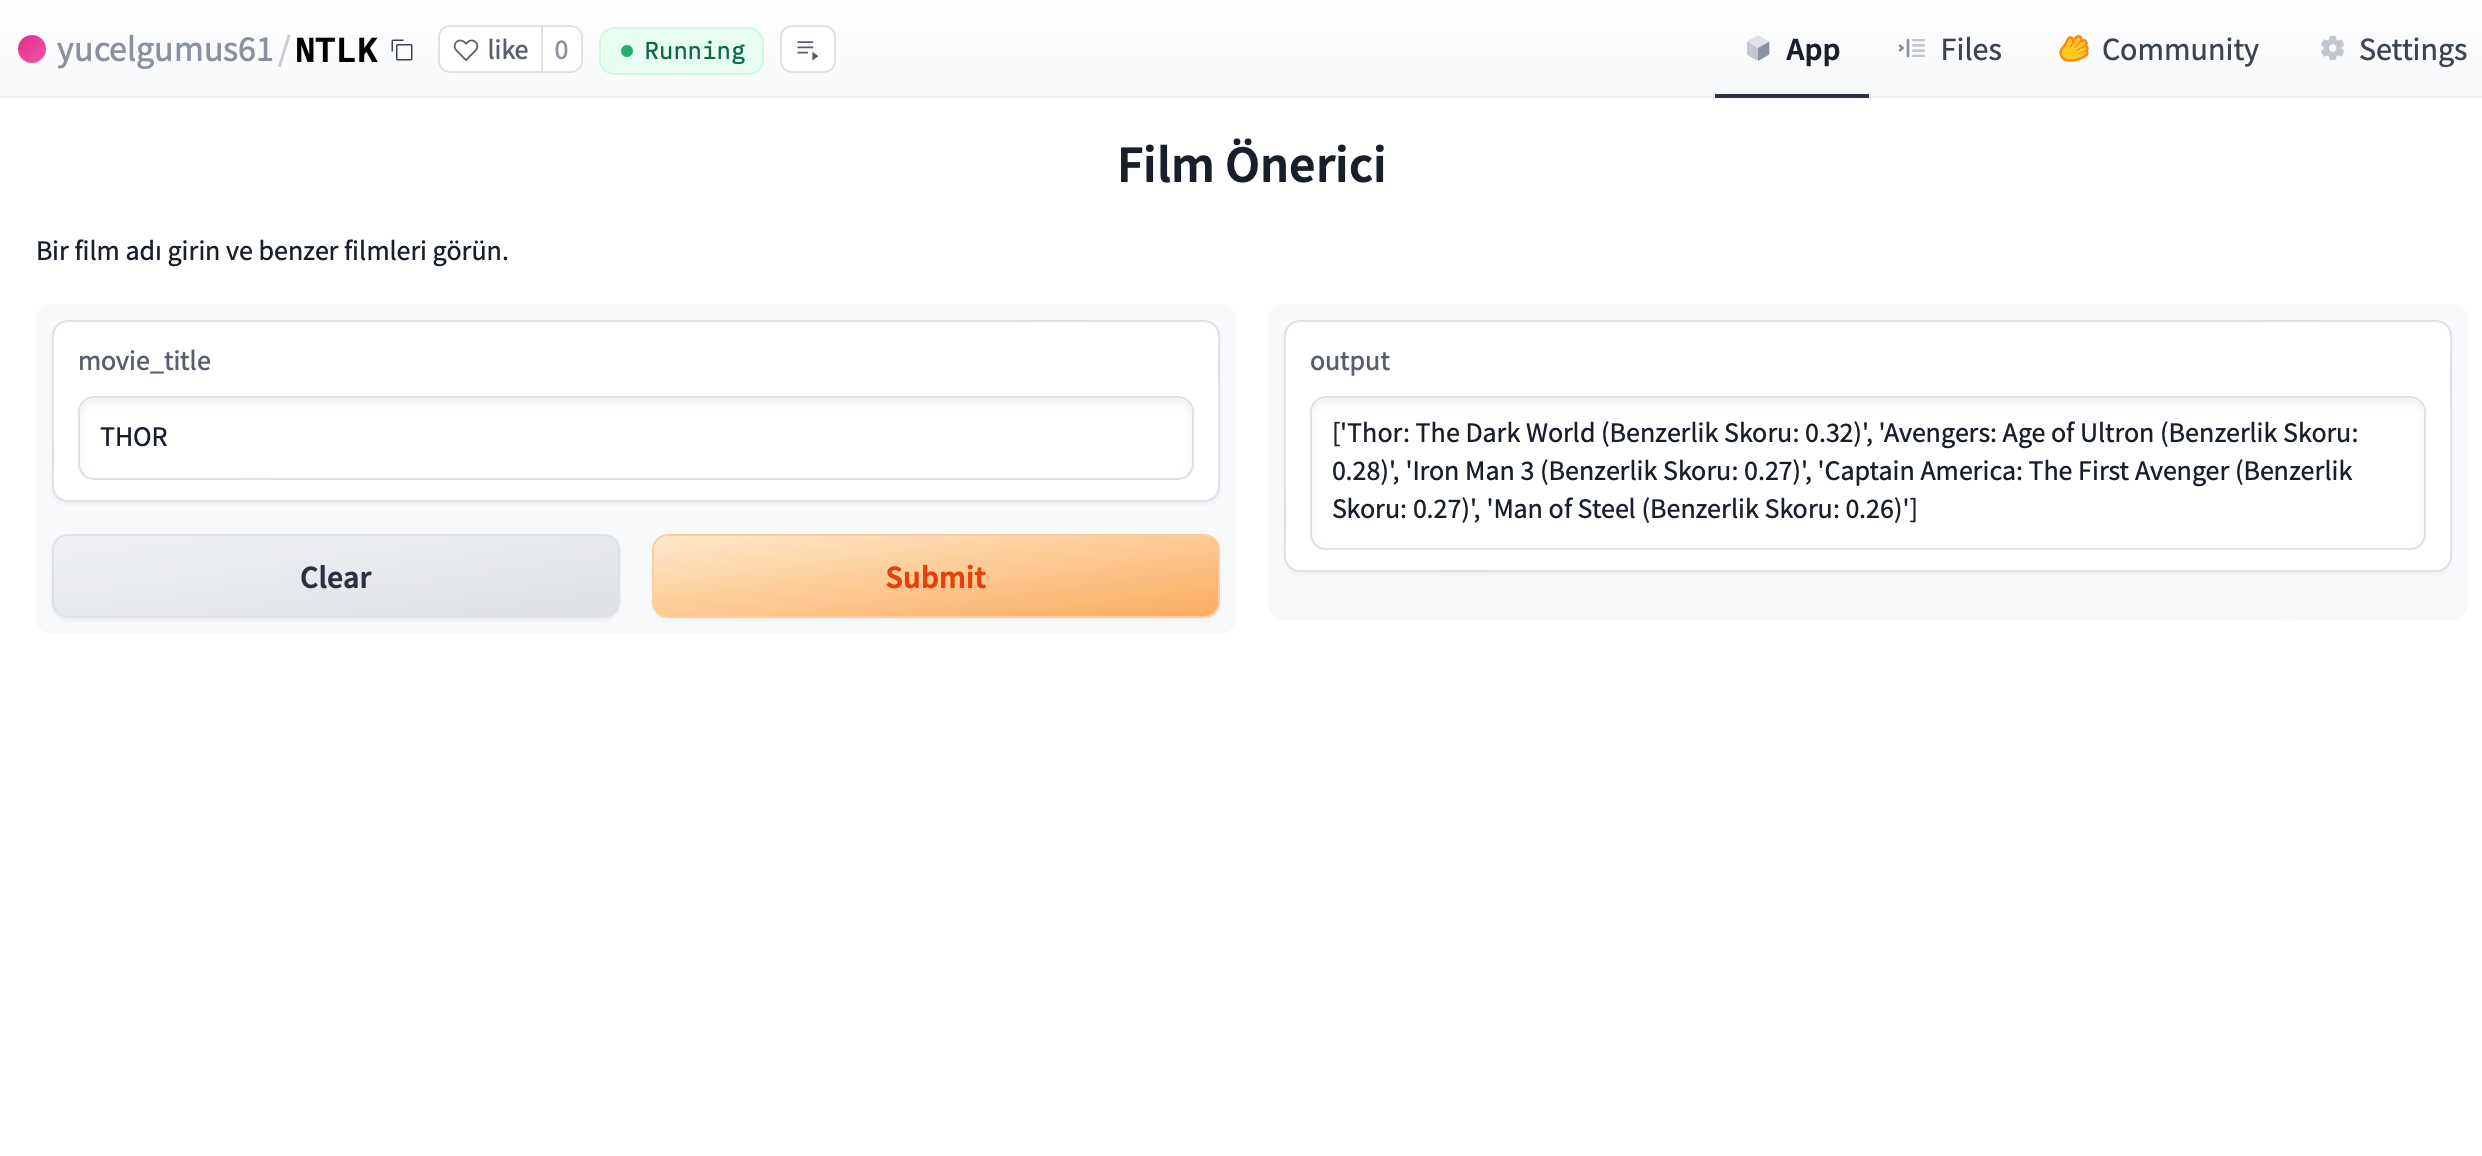 yucelgumus61/NTLK like 0 Running App Files Community Settings
Film Önerici
Bir film adı girin ve benzer filmleri görün.
movie_title
THOR
Clear Submit
output
['Thor: The Dark World (Benzerlik Skoru: 0.32)', 'Avengers: Age of Ultron (Benzerlik Skoru:
0.28)', 'Iron Man 3 (Benzerlik Skoru: 0.27)', 'Captain America: The First Avenger (Benzerlik
Skoru: 0.27)', 'Man of Steel (Benzerlik Skoru: 0.26)']